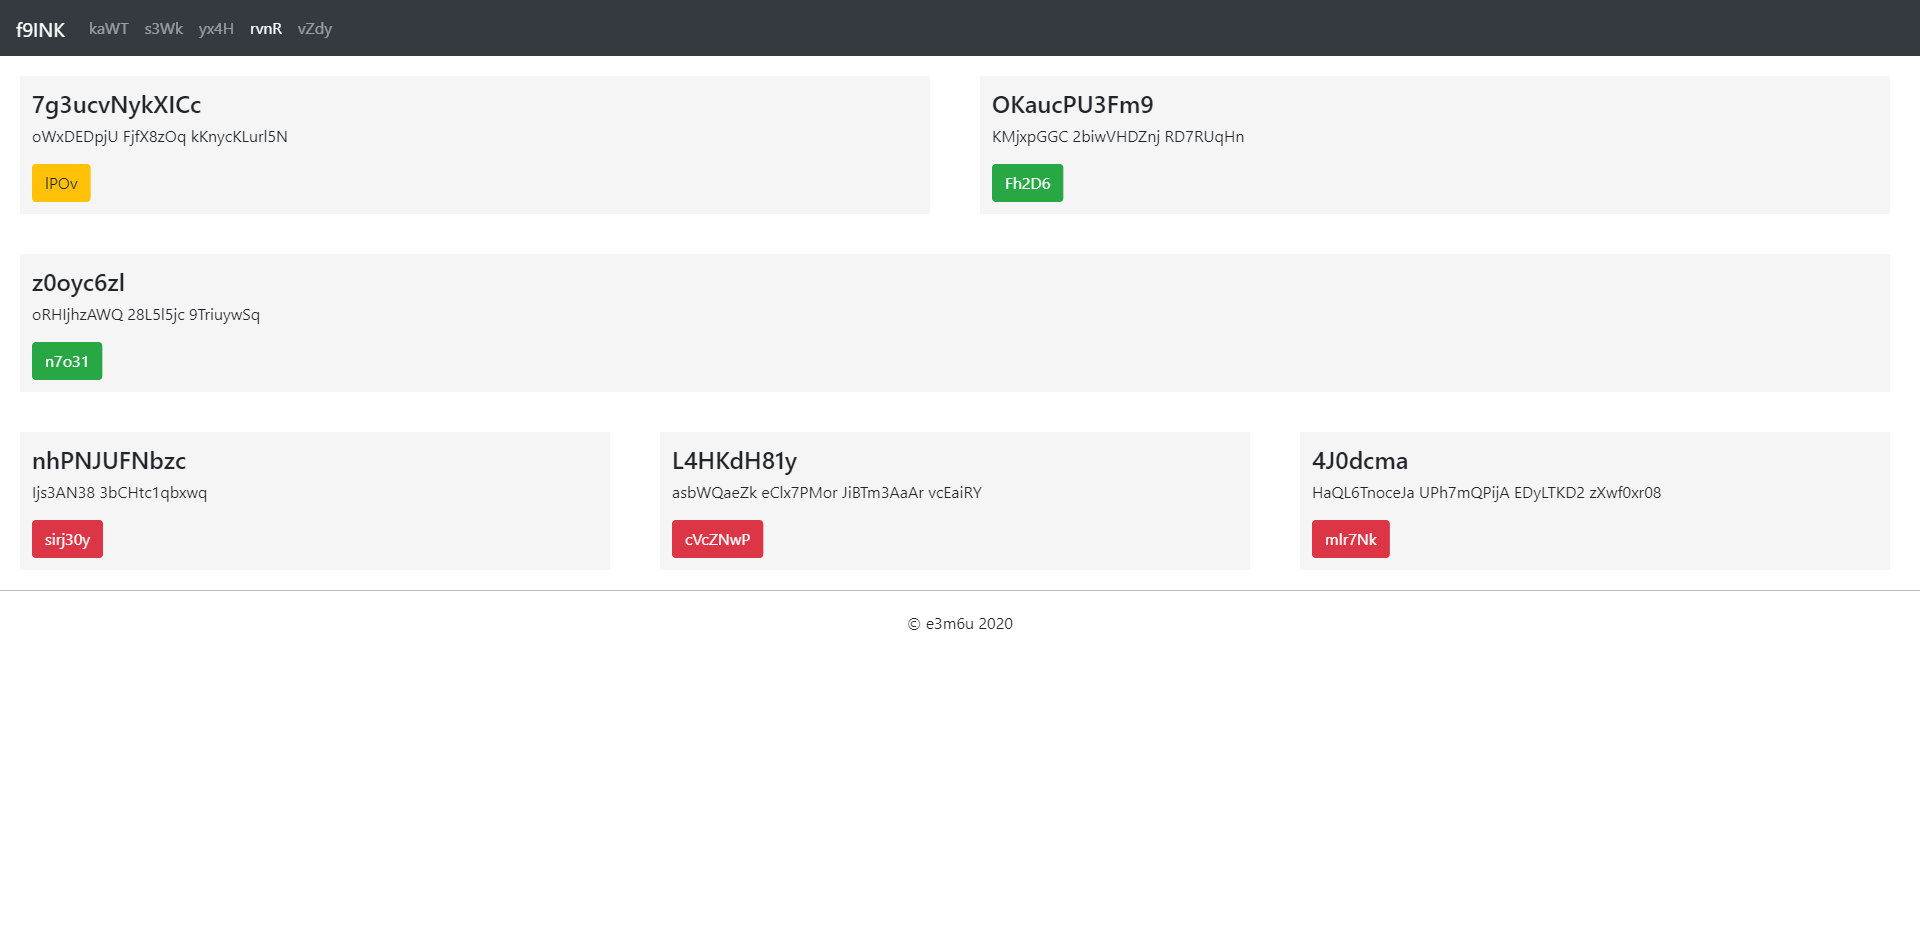 f9INK kaWT s3Wk yx4H rvnR vZdy
7g3ucvNykXICc
oWxDEDpjU FjfX8zOq kKnycKLurl5N
lPOv
OKaucPU3Fm9
KMjxpGGC 2biwVHDZnj RD7RUqHn
Fh2D6
z0oyc6zl
oRHIjhzAWQ 28L5l5jc 9TriuywSq
n7o31
nhPNJUFNbzc
Ijs3AN38 3bCHtc1qbxwq
sirj30y
L4HKdH81y
asbWQaeZk eClx7PMor JiBTm3AaAr vcEaiRY
cVcZNwP
4J0dcma
HaQL6TnoceJa UPh7mQPijA EDyLTKD2 zXwf0xr08
mlr7Nk
© e3m6u 2020